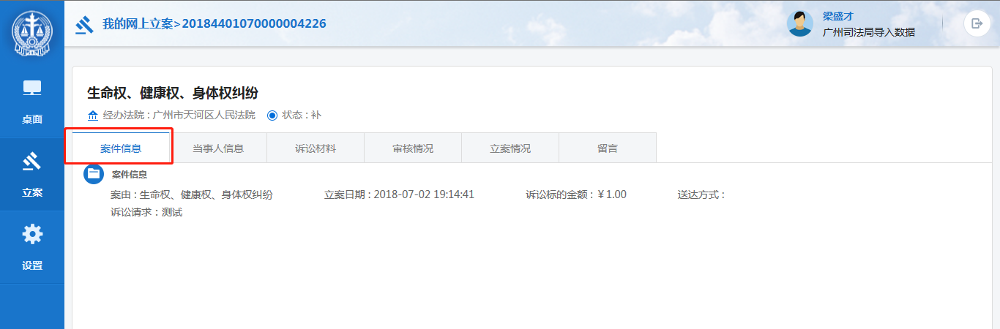 我的网上立案>20184401070000004226
梁盛才
广州司法局导入数据
桌面
立案
设置
生命权、健康权、身体权纠纷
经办法院 : 广州市天河区人民法院 状态 : 补
案件信息 当事人信息 诉讼材料 审核情况 立案情况 留言
案件信息
案由 : 生命权、健康权、身体权纠纷 立案日期 : 2018-07-02 19:14:41 诉讼标的金额 : ¥1.00 送达方式 :
诉讼请求 : 测试